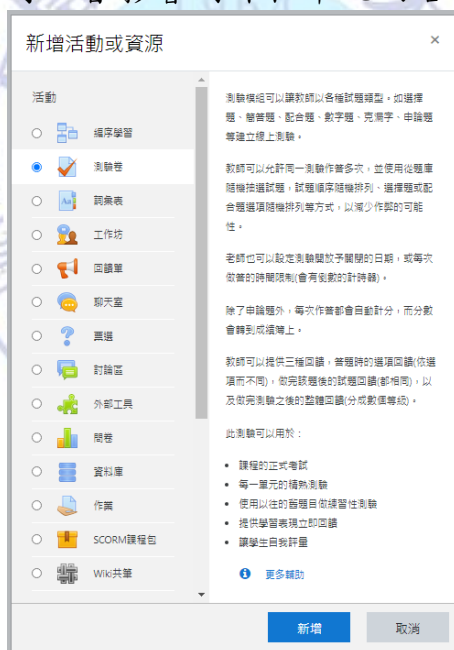 新增活動或資源
×
活動
編序學習
測驗卷
詞彙表
工作坊
回饋單
聊天室
票選
討論區
外部工具
問卷
資料庫
作業
SCORM課程包
Wiki共筆
測驗模組可以讓教師以各種試題類型，如選擇
題、簡答題、配合題、數字題、克漏字、申論題
等建立線上測驗。
教師可以允許同一測驗作答多次，並使用從題庫
隨機抽選試題，試題順序隨機排列、選擇題或配
合題選項隨機排列等方式，以減少作弊的可能
性。
老師也可以設定測驗開放予關閉的日期，或每次
做答的時間限制(會有倒數的計時器)。
除了申論題外，每次作答都會自動計分，而分數
會轉到成績簿上。
教師可以提供三種回饋，答題時的選項回饋(依選
項而不同)，做完該題後的試題回饋(都相同)，以
及做完測驗之後的整體回饋(分成數個等級)。
此測驗可以用於：
• 課程的正式考試
• 每一單元的精熟測驗
• 使用以往的舊題目做練習性測驗
• 提供學習表現立即回饋
• 讓學生自我評量
更多輔助
新增
取消